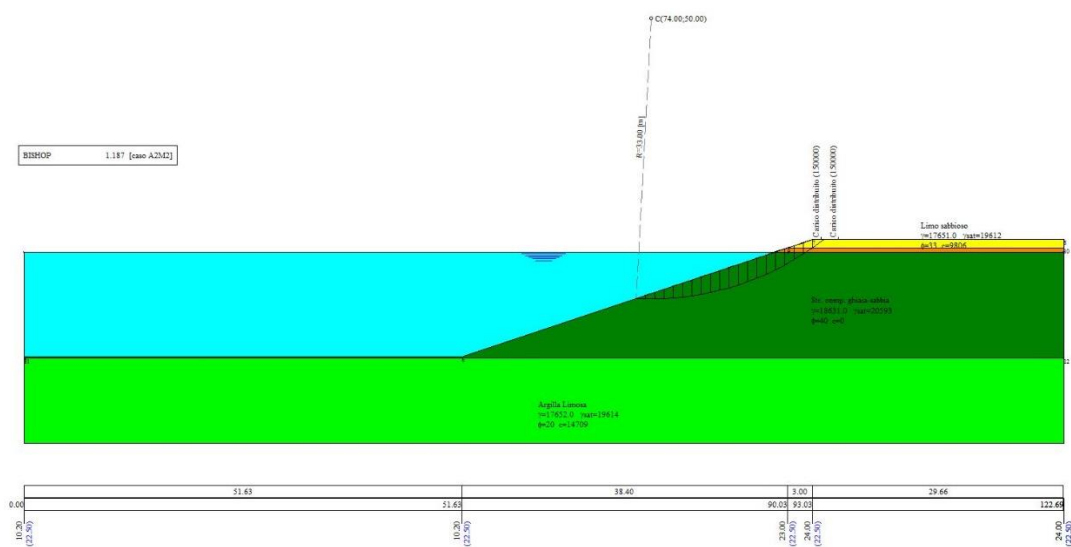 C(74.00;50.00)
R=33.00 [m]
BISHOP 1.187 [caso A2M2]
Carico distribuito (150000)
Carico distribuito (150000)
Limo sabbioso
γ=17651.0 γsat=19612
ϕ=33 c=9806
comp. ghiaia sabbia
γsat=20593
ϕ=40 c=0
Argilla Limosa
γ=17652.0 γsat=19614
ϕ=20 c=14709
51.63 38.40 3.00 29.66
0.00 51.63 90.03 93.03 122.69
10.20 (22.50)
10.20 (22.50)
23.00 (22.50)
24.00 (22.50)
24.00 (22.50)